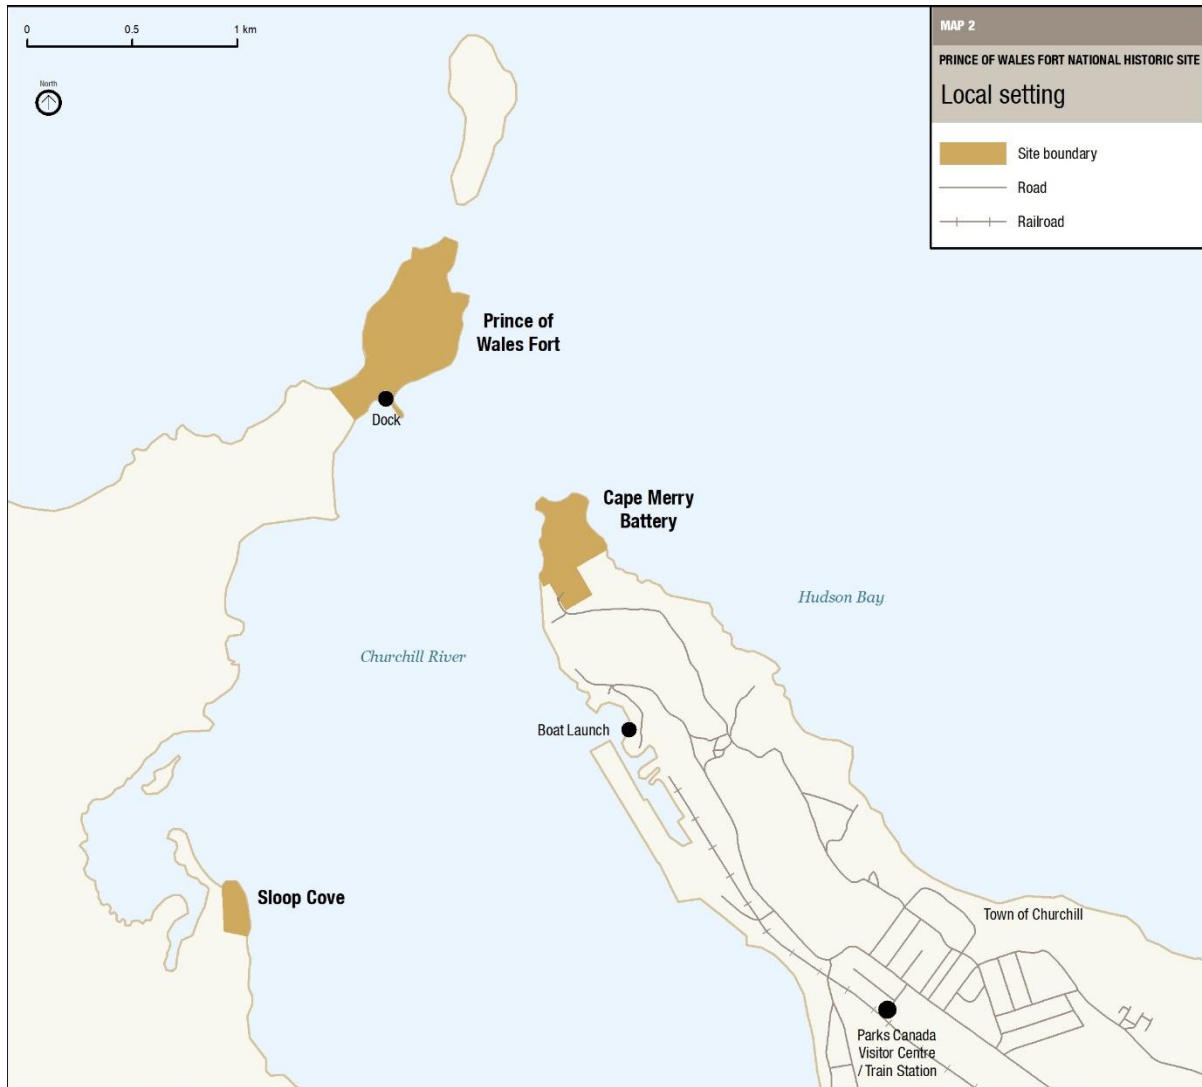 0 0.5 1 km
North
MAP 2
PRINCE OF WALES FORT NATIONAL HISTORIC SITE
Local setting
Site boundary
Road
Railroad
Prince of
Wales Fort
Dock
Cape Merry
Battery
Hudson Bay
Churchill River
Boat Launch
Sloop Cove
Town of Churchill
Parks Canada
Visitor Centre
/ Train Station